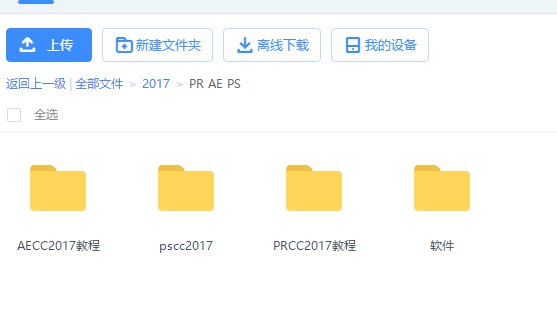 上传 新建文件夹 离线下载 我的设备
返回上一级 | 全部文件 > 2017 > PR AE PS
全选
AECC2017教程 pscc2017 PRCC2017教程 软件